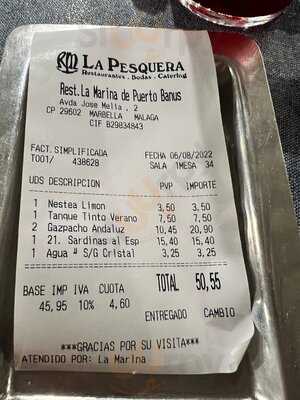 LA PESQUERA
Restaurantes . Bodas . Catering
Rest.La Marina de Puerto Banus
Avda Jose Melia , 2
CP 29602 MARBELLA MALAGA
CIF B29834843
FACT.SIMPLIFICADA FECHA 06/08/2022
T001/ 438628 SALA 1MESA 34
UDS DESCRIPCION PVP IMPORTE
1 Nestea Limon 3,50 3,50
1 Tanque Tinto Verano 7,50 7,50
2 Gazpacho Andaluz 10,45 20,90
1 21. Sardinas al Esp 15,40 15,40
1 Agua S/G Cristal 3,25 3,25
BASE IMP IVA CUOTA TOTAL 50,55
45,95 10% 4,60
ENTREGADO CAMBIO
***GRACIAS POR SU VISITA***
ATENDIDO POR: La Marina